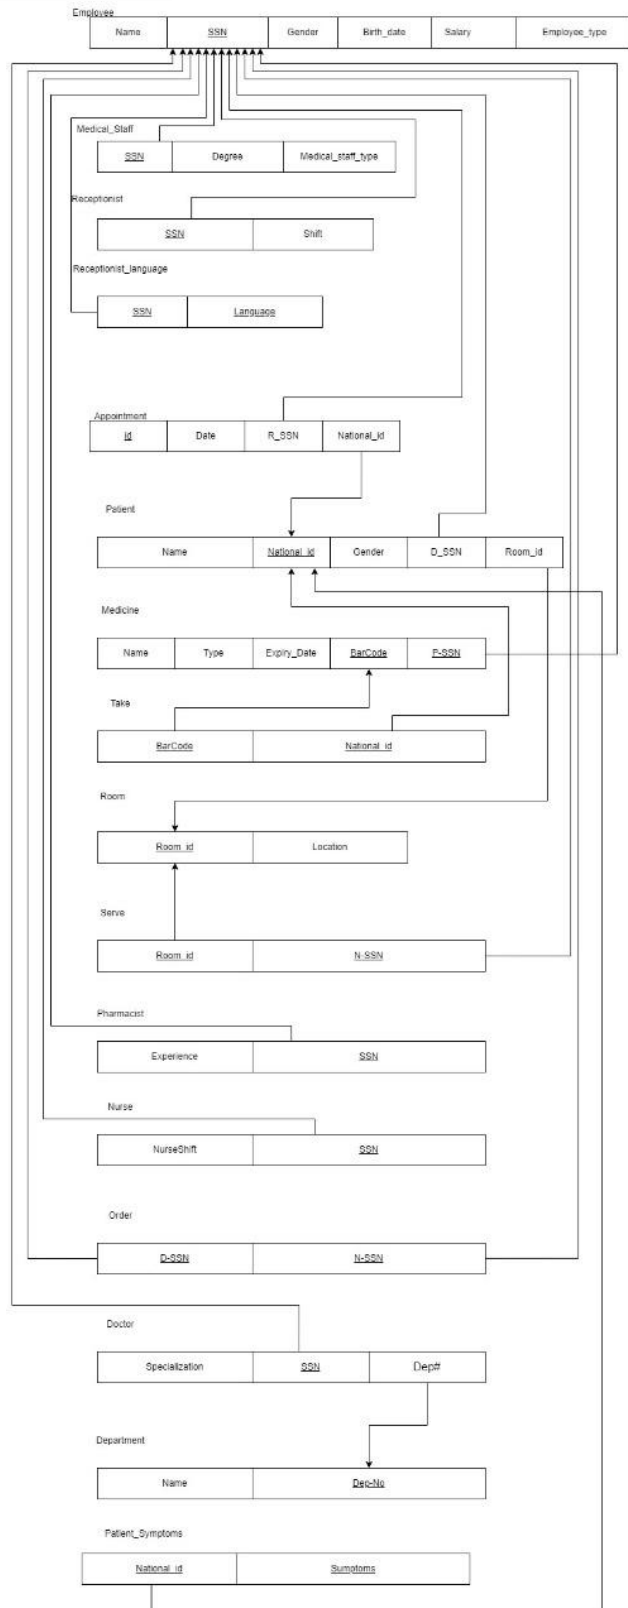 Employee
Name SSN Gender Birth_date Salary Employee_type
Medical_Staff
SSN Degree Medical_staff_type
Receptionist
SSN Shift
Receptionist_language
SSN Language
Appointment
id Date R_SSN National_id
Patient
Name National_id Gender D_SSN Room_id
Medicine
Name Type Expiry_Date BarCode P-SSN
Take
BarCode National_id
Room
Room_id Location
Serve
Room_id N-SSN
Pharmacist
Experience SSN
Nurse
NurseShift SSN
Order
D-SSN N-SSN
Doctor
Specialization SSN Dep#
Department
Name Dep-No
Patient_Symptoms
National_id Sumptoms